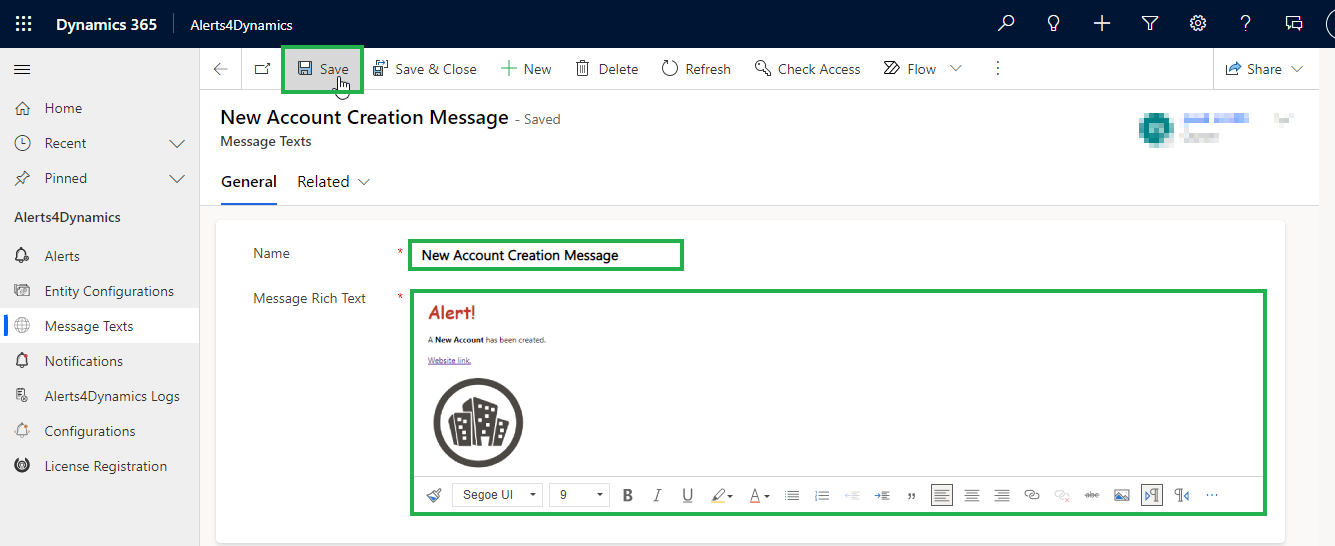 Dynamics 365 Alerts4Dynamics
Save Save & Close New Delete Refresh Check Access Flow Share
New Account Creation Message - Saved
Message Texts
General Related
Home
Recent
Pinned
Alerts4Dynamics
Alerts
Entity Configurations
Message Texts
Notifications
Alerts4Dynamics Logs
Configurations
License Registration
Name * New Account Creation Message
Message Rich Text *
Alert!
A New Account has been created.
Website link.
Segoe UI 9 B I U A abc